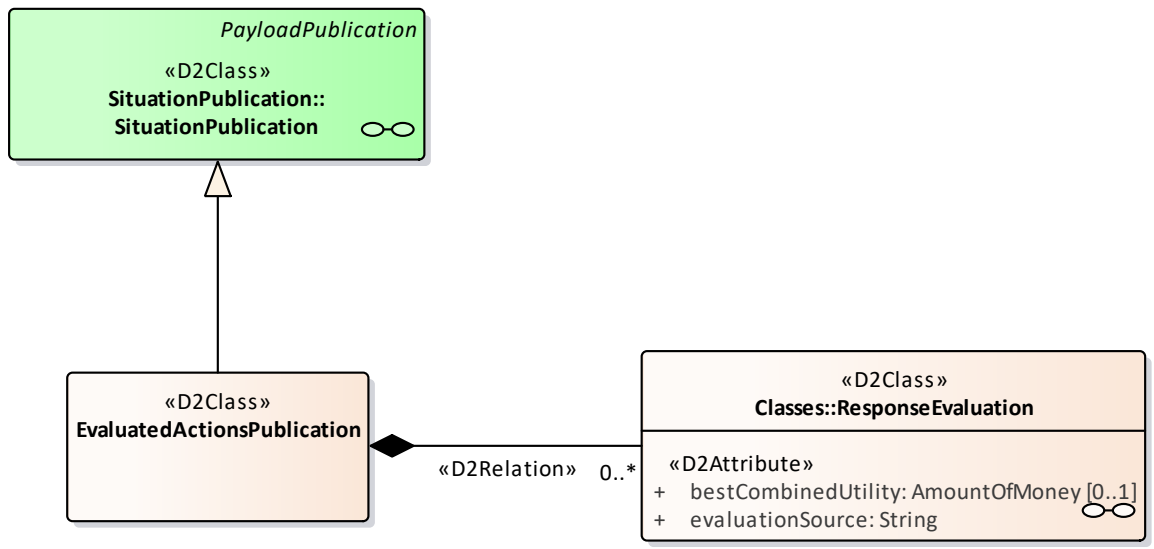 PayloadPublication
«D2Class»
SituationPublication::
SituationPublication
«D2Class»
EvaluatedActionsPublication
«D2Relation» 0..*
«D2Class»
Classes::ResponseEvaluation
«D2Attribute»
+ bestCombinedUtility: AmountOfMoney [0..1]
+ evaluationSource: String